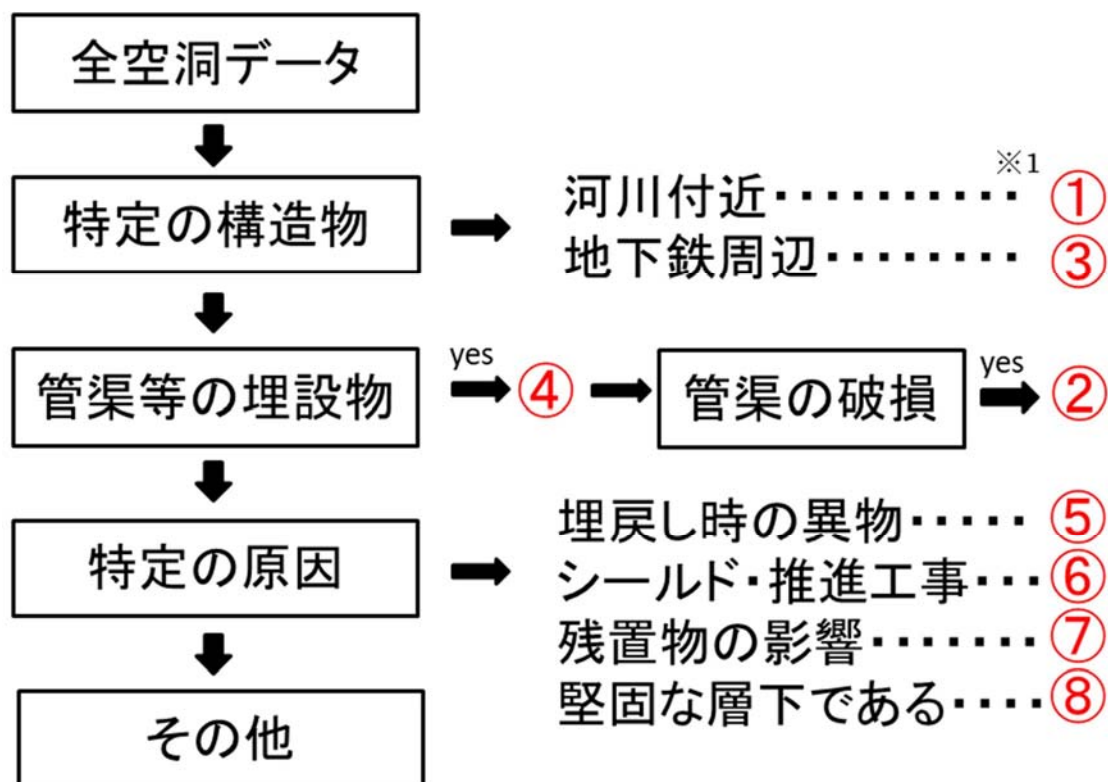 全空洞データ
特定の構造物
河川付近・・・・・・・・・・※1 ①
地下鉄周辺・・・・・・・・ ③
管渠等の埋設物
yes
④
管渠の破損
yes
②
特定の原因
埋戻し時の異物・・・・・ ⑤
シールド・推進工事・・・ ⑥
残置物の影響・・・・・・・ ⑦
堅固な層下である・・・・ ⑧
その他